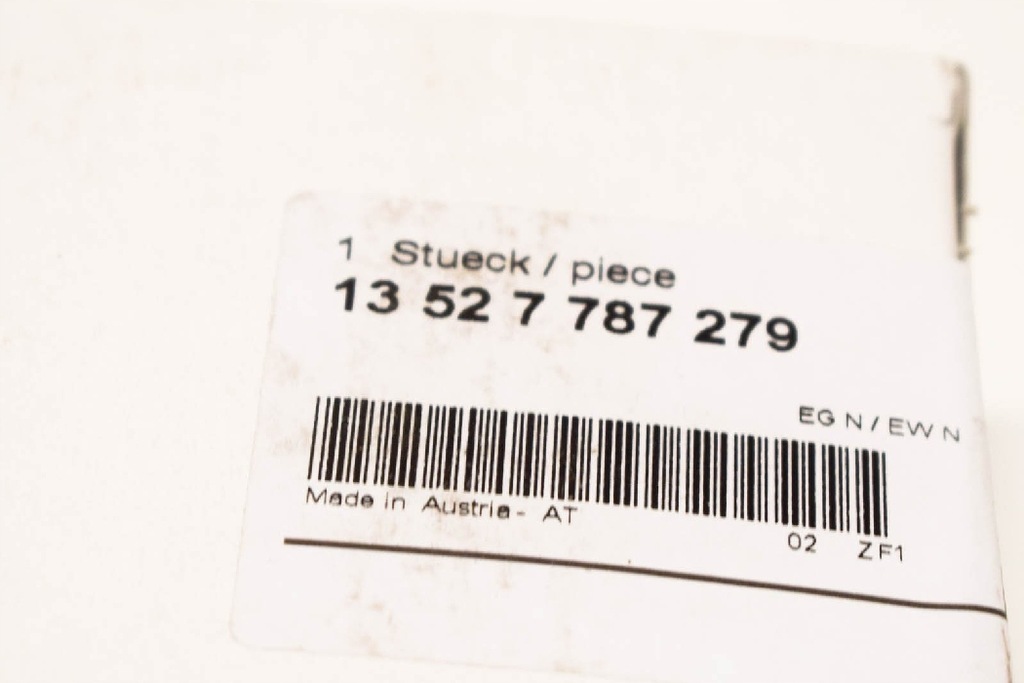 1 Stueck / piece
13 52 7 787 279
EG N / EW N
Made in Austria - AT
02 ZF1